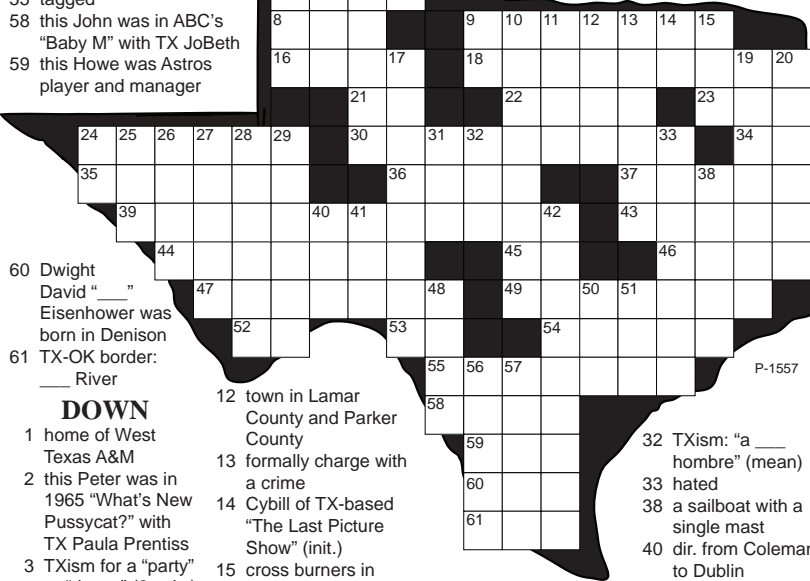 tagged
58 this John was in ABC's
"Baby M" with TX JoBeth
59 this Howe was Astros
player and manager
8 9 10 11 12 13 14 15
16 17 18 19 20
21 22 23
24 25 26 27 28 29 30 31 32 33 34
35 36 37 38
39 40 41 42 43
44 45 46
47 48 49 50 51
52 53 54
55 56 57
58
59
60
61
P-1557
60 Dwight
David "___"
Eisenhower was
born in Denison
61 TX-OK border:
___ River
DOWN
1 home of West
Texas A&M
2 this Peter was in
1965 "What's New
Pussycat?" with
TX Paula Prentiss
3 TXism for a "party"
12 town in Lamar
County and Parker
County
13 formally charge with
a crime
14 Cybill of TX-based
"The Last Picture
Show" (init.)
15 cross burners in
32 TXism: "a ___
hombre" (mean)
33 hated
38 a sailboat with a
single mast
40 dir. from Coleman
to Dublin